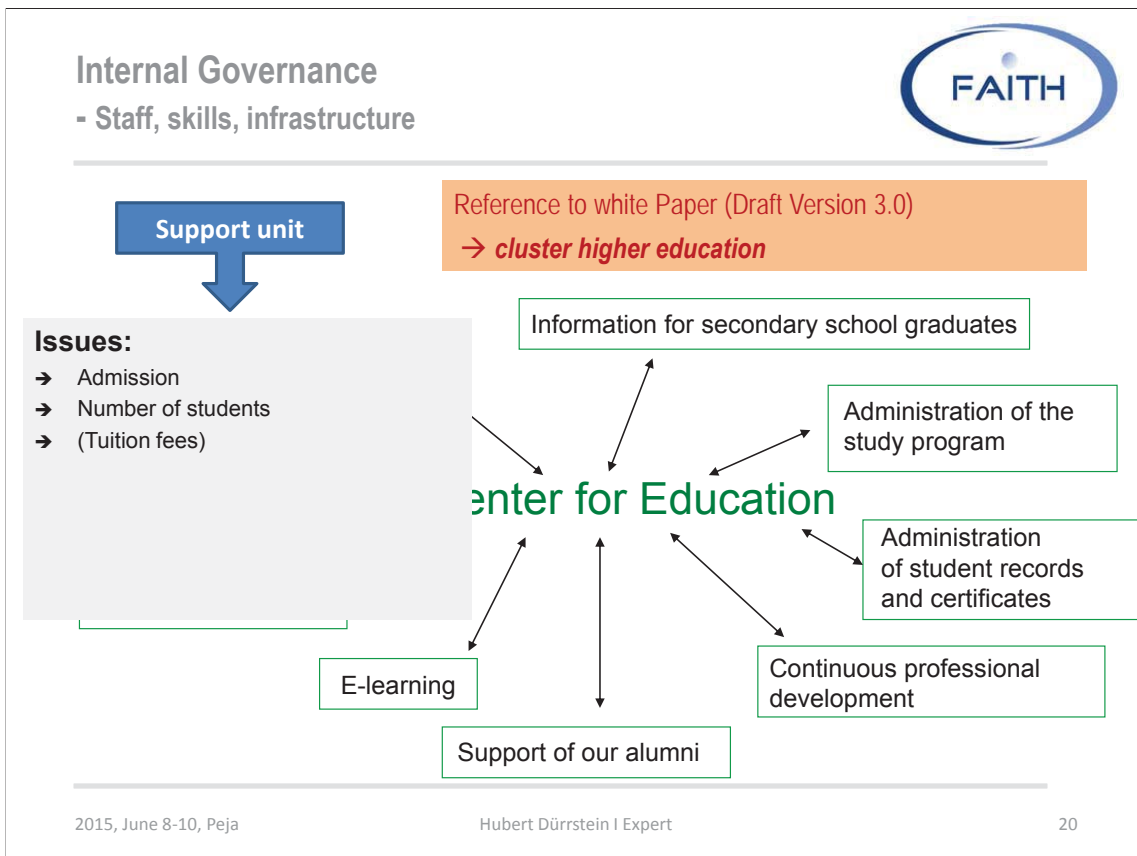 Internal Governance
- Staff, skills, infrastructure
FAITH
Support unit
Reference to white Paper (Draft Version 3.0)
→ cluster higher education
Issues:
➔ Admission
➔ Number of students
➔ (Tuition fees)
Information for secondary school graduates
Administration of the
study program
enter for Education
Administration
of student records
and certificates
Continuous professional
development
E-learning
Support of our alumni
2015, June 8-10, Peja
Hubert Dürrstein I Expert
20